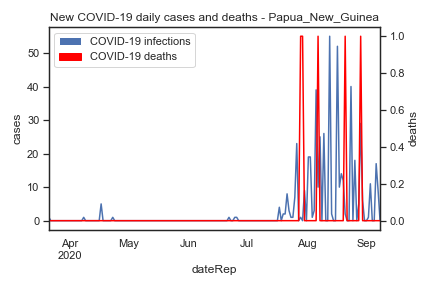 New COVID-19 daily cases and deaths - Papua_New_Guinea
COVID-19 infections
COVID-19 deaths
50
40
30
20
10
0
cases
1.0
0.8
0.6
0.4
0.2
0.0
deaths
Apr May Jun Jul Aug Sep
2020
dateRep